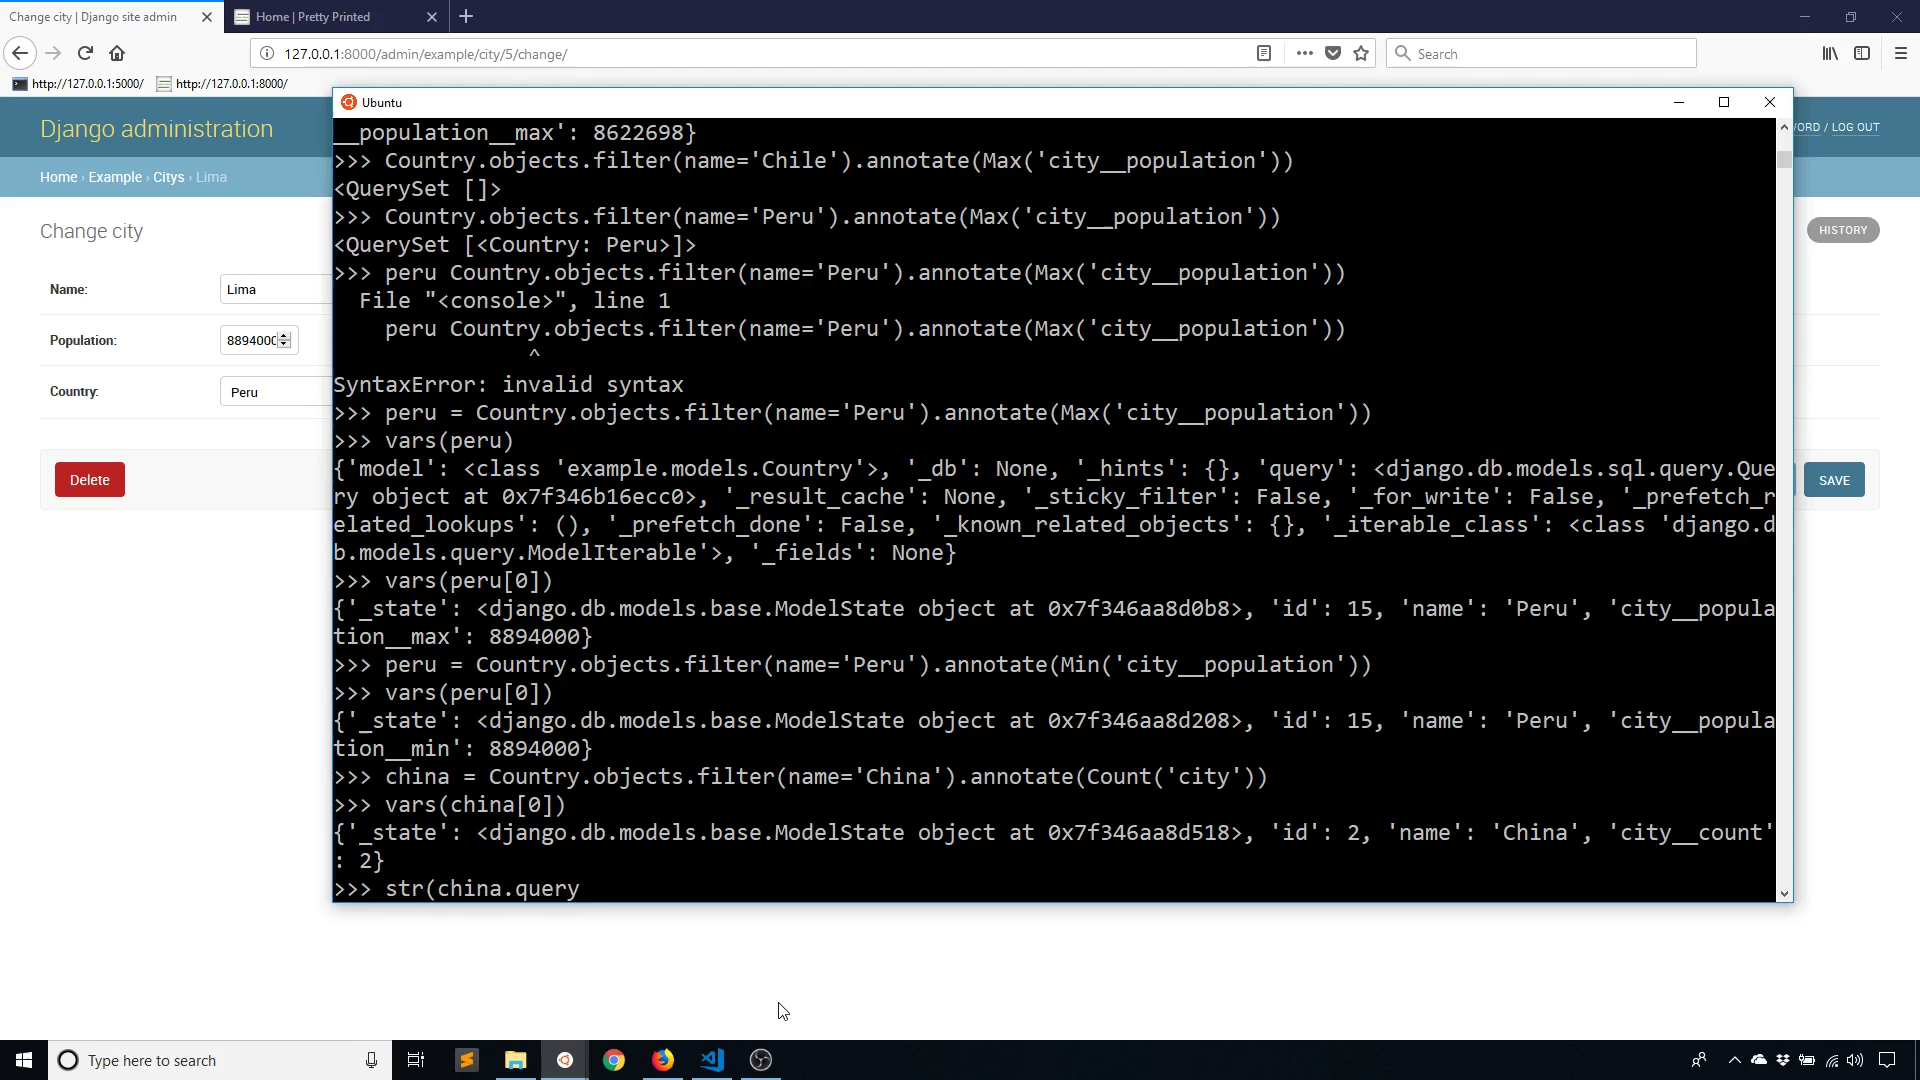 Change city | Django site admin
Home | Pretty Printed
127.0.0.1:8000/admin/example/city/5/change/
Search
http://127.0.0.1:5000/
http://127.0.0.1:8000/
Ubuntu
Django administration
ORD / LOG OUT
Home › Example › Citys › Lima
Change city
HISTORY
Name:
Lima
Population:
8894000
Country:
Peru
Delete
SAVE
__population__max': 8622698}
>>> Country.objects.filter(name='Chile').annotate(Max('city__population'))
<QuerySet []>
>>> Country.objects.filter(name='Peru').annotate(Max('city__population'))
<QuerySet [<Country: Peru>]>
>>> peru Country.objects.filter(name='Peru').annotate(Max('city__population'))
File "<console>", line 1
peru Country.objects.filter(name='Peru').annotate(Max('city__population'))
^
SyntaxError: invalid syntax
>>> peru = Country.objects.filter(name='Peru').annotate(Max('city__population'))
>>> vars(peru)
{'model': <class 'example.models.Country'>, '_db': None, '_hints': {}, 'query': <django.db.models.sql.query.Que
ry object at 0x7f346b16ecc0>, '_result_cache': None, '_sticky_filter': False, '_for_write': False, '_prefetch_r
elated_lookups': (), '_prefetch_done': False, '_known_related_objects': {}, '_iterable_class': <class 'django.d
b.models.query.ModelIterable'>, '_fields': None}
>>> vars(peru[0])
{'_state': <django.db.models.base.ModelState object at 0x7f346aa8d0b8>, 'id': 15, 'name': 'Peru', 'city__popula
tion__max': 8894000}
>>> peru = Country.objects.filter(name='Peru').annotate(Min('city__population'))
>>> vars(peru[0])
{'_state': <django.db.models.base.ModelState object at 0x7f346aa8d208>, 'id': 15, 'name': 'Peru', 'city__popula
tion__min': 8894000}
>>> china = Country.objects.filter(name='China').annotate(Count('city'))
>>> vars(china[0])
{'_state': <django.db.models.base.ModelState object at 0x7f346aa8d518>, 'id': 2, 'name': 'China', 'city__count'
: 2}
>>> str(china.query
Type here to search